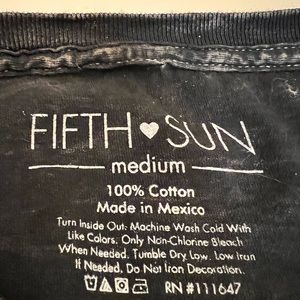 FIFTH ♥ SUN
medium
100% Cotton
Made in Mexico
Turn Inside Out: Machine Wash Cold With
Like Colors, Only Non-Chlorine Bleach
When Needed, Tumble Dry Low, Low Iron
If Needed, Do Not Iron Decoration.
RN #111647